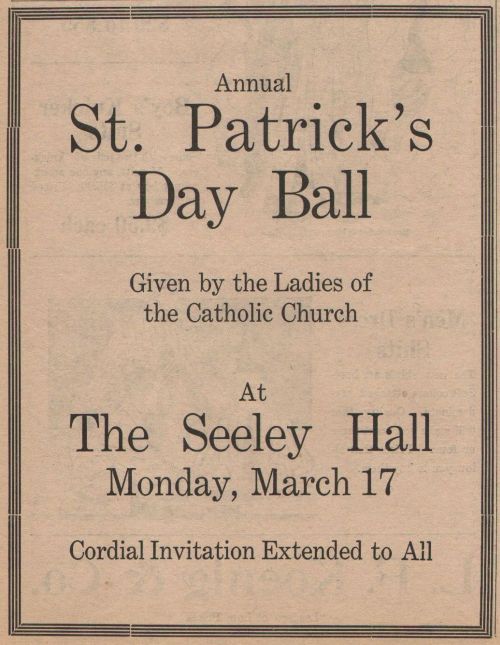 Annual
St. Patrick's
Day Ball
Given by the Ladies of
the Catholic Church
At
The Seeley Hall
Monday, March 17
Cordial Invitation Extended to All